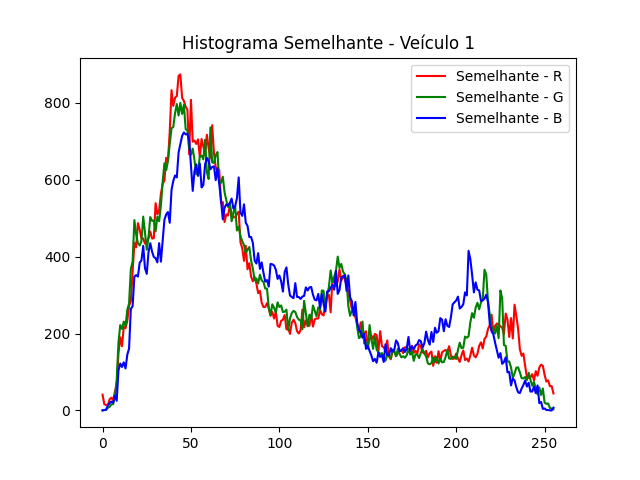 Histograma Semelhante - Veículo 1
Semelhante - R
Semelhante - G
Semelhante - B
800
600
400
200
0
0 50 100 150 200 250